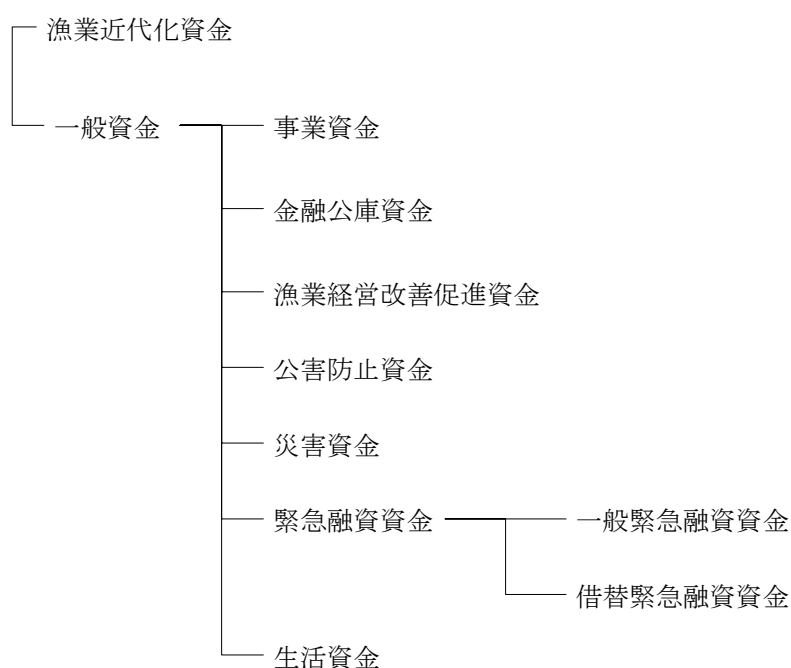 漁業近代化資金
一般資金
事業資金
金融公庫資金
漁業経営改善促進資金
公害防止資金
災害資金
緊急融資資金
一般緊急融資資金
借替緊急融資資金
生活資金